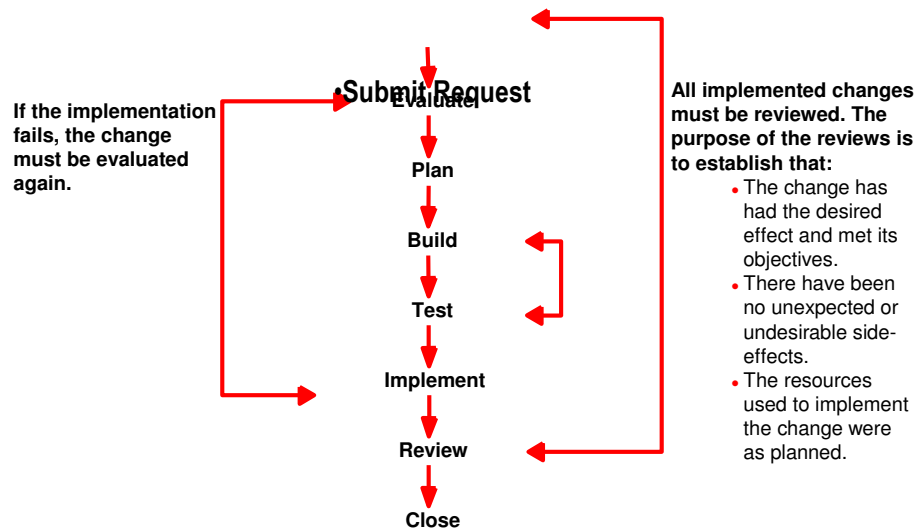 •Submit Request
Evaluate
If the implementation
fails, the change
must be evaluated
again.
Plan
Build
Test
Implement
Review
Close
All implemented changes
must be reviewed. The
purpose of the reviews is
to establish that:
• The change has
had the desired
effect and met its
objectives.
• There have been
no unexpected or
undesirable side-
effects.
• The resources
used to implement
the change were
as planned.